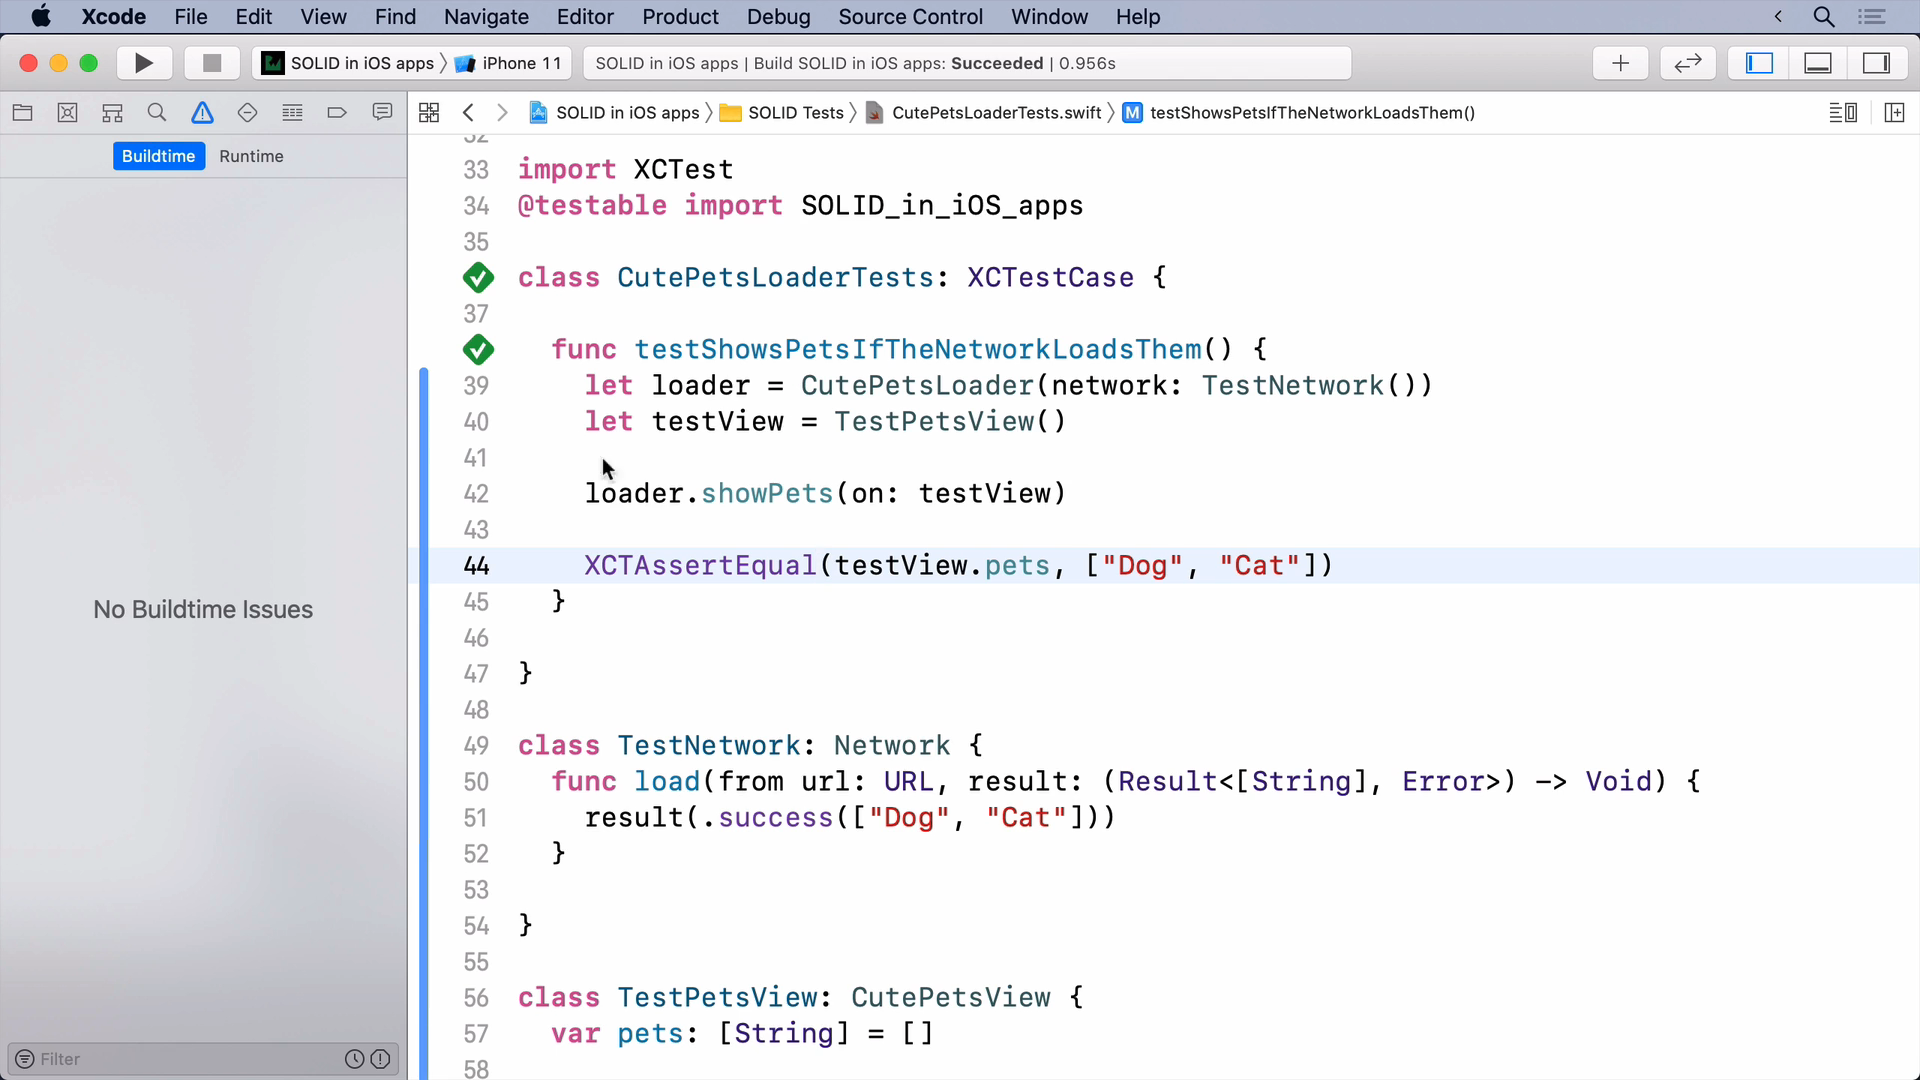 Xcode File Edit View Find Navigate Editor Product Debug Source Control Window Help
SOLID in iOS apps iPhone 11 SOLID in iOS apps | Build SOLID in iOS apps: Succeeded | 0.956s
SOLID in iOS apps SOLID Tests CutePetsLoaderTests.swift M testShowsPetsIfTheNetworkLoadsThem()
Buildtime Runtime
32
33 import XCTest
34 @testable import SOLID_in_iOS_apps
35
class CutePetsLoaderTests: XCTestCase {
37
func testShowsPetsIfTheNetworkLoadsThem() {
39 let loader = CutePetsLoader(network: TestNetwork())
40 let testView = TestPetsView()
41
42 loader.showPets(on: testView)
43
44 XCTAssertEqual(testView.pets, ["Dog", "Cat"])
45 }
46
47 }
48
49 class TestNetwork: Network {
50 func load(from url: URL, result: (Result<[String], Error>) -> Void) {
51 result(.success(["Dog", "Cat"]))
52 }
53
54 }
55
56 class TestPetsView: CutePetsView {
57 var pets: [String] = []
58
No Buildtime Issues
Filter